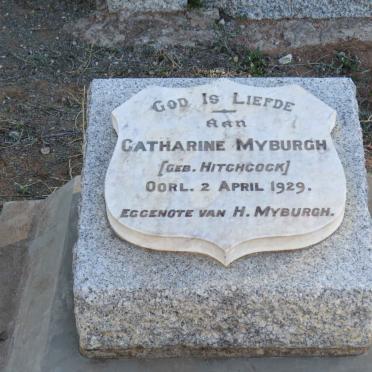 God Is Liefde
Aan
Catharine Myburgh
[geb. Hitchcock]
Oorl. 2 April 1929.
Eggenote van H. Myburgh.